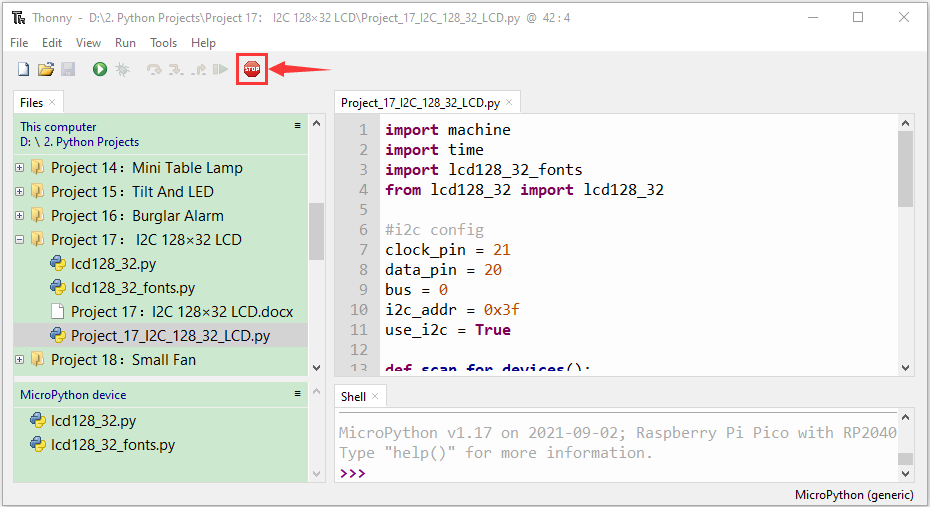 Thonny - D:\2. Python Projects\Project 17： I2C 128×32 LCD\Project_17_I2C_128_32_LCD.py @ 42 : 4
File Edit View Run Tools Help
STOP
Files
This computer
D: \ 2. Python Projects
Project 14：Mini Table Lamp
Project 15：Tilt And LED
Project 16：Burglar Alarm
Project 17： I2C 128×32 LCD
lcd128_32.py
lcd128_32_fonts.py
Project 17：I2C 128×32 LCD.docx
Project_17_I2C_128_32_LCD.py
Project 18：Small Fan
MicroPython device
lcd128_32.py
lcd128_32_fonts.py
Project_17_I2C_128_32_LCD.py
1 import machine
2 import time
3 import lcd128_32_fonts
4 from lcd128_32 import lcd128_32
5
6 #i2c config
7 clock_pin = 21
8 data_pin = 20
9 bus = 0
10 i2c_addr = 0x3f
11 use_i2c = True
12
13 def scan_for_devices():
Shell
MicroPython v1.17 on 2021-09-02; Raspberry Pi Pico with RP2040
Type "help()" for more information.
>>>
MicroPython (generic)